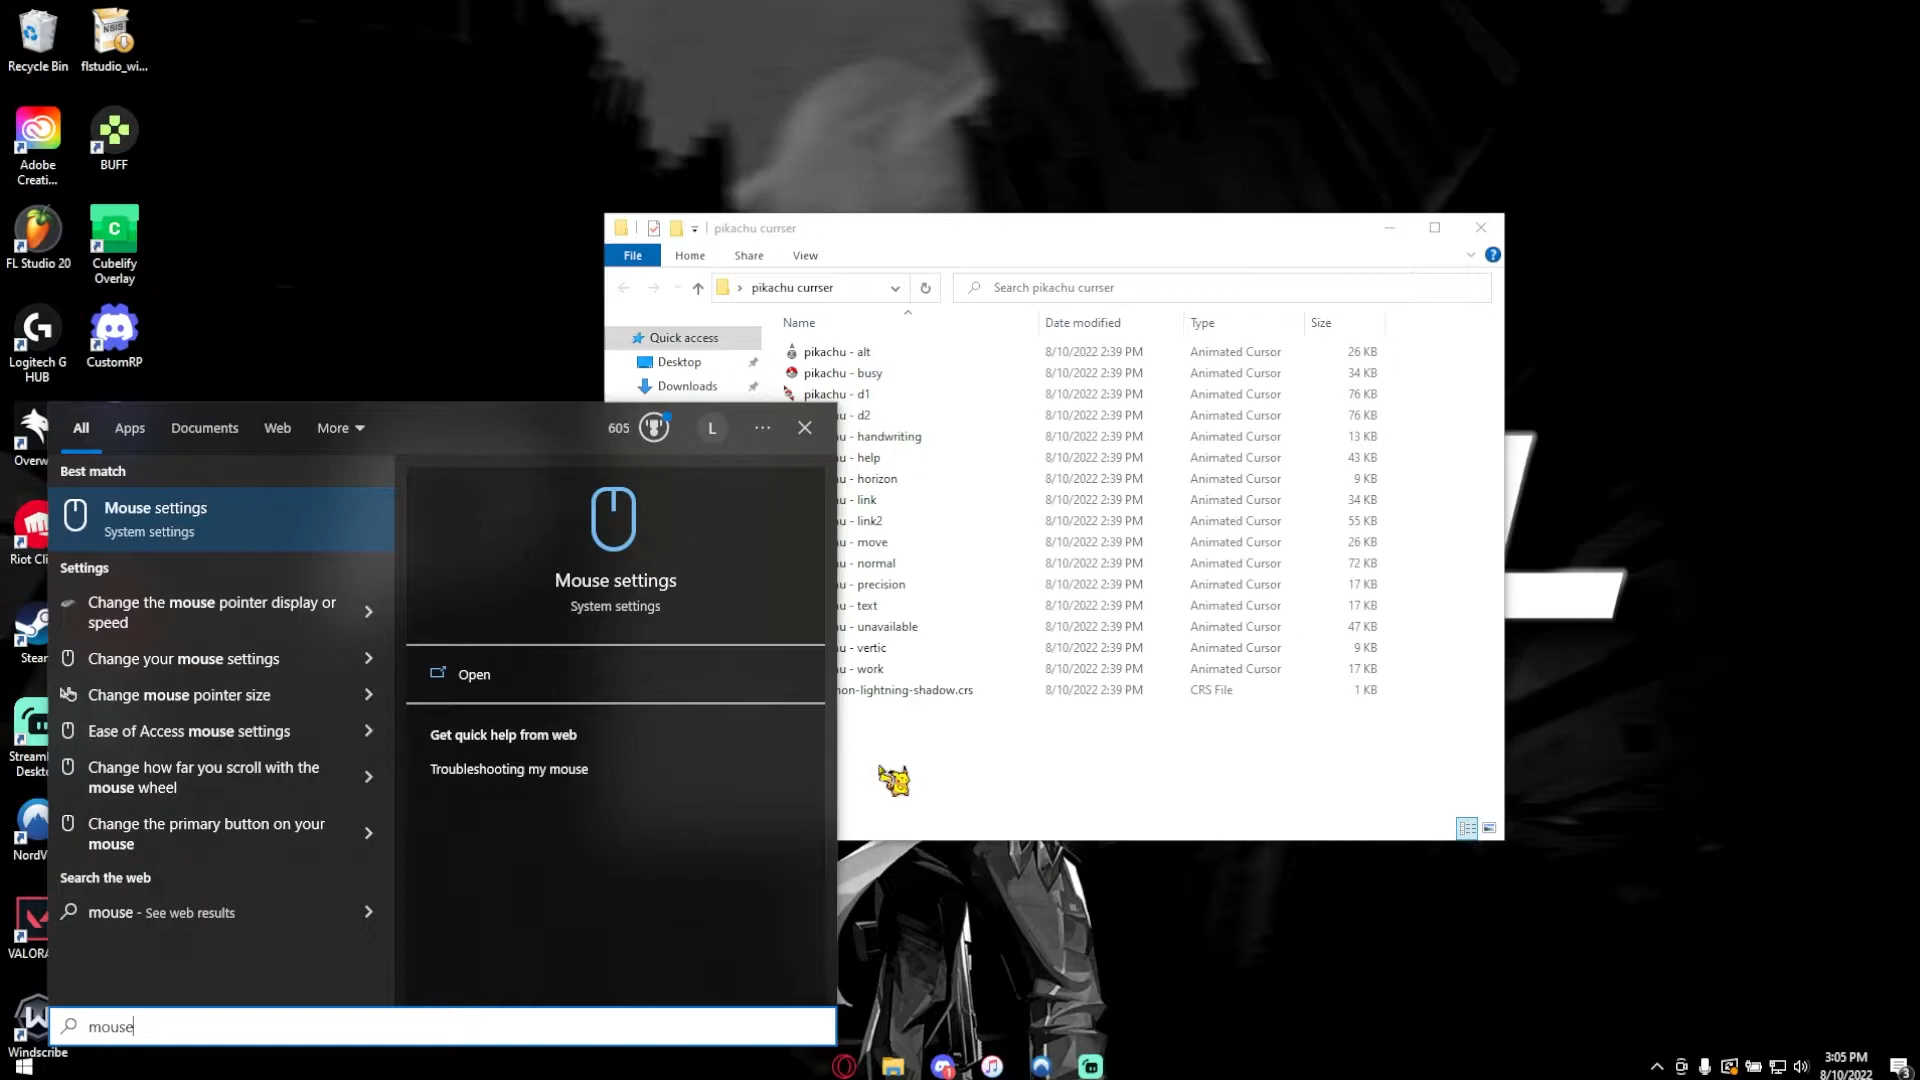 Recycle Bin
flstudio_wi...
Adobe
Creati...
BUFF
FL Studio 20
Cubelify
Overlay
Logitech G
HUB
CustomRP
Overw
Riot Cli
Stear
Streaml
Deskto
NordV
VALORA
Windscribe
pikachu currser
File
Home
Share
View
pikachu currser
Search pikachu currser
Name
Date modified
Type
Size
Quick access
Desktop
Downloads
pikachu - alt 8/10/2022 2:39 PM Animated Cursor 26 KB
pikachu - busy 8/10/2022 2:39 PM Animated Cursor 34 KB
pikachu - d1 8/10/2022 2:39 PM Animated Cursor 76 KB
u - d2 8/10/2022 2:39 PM Animated Cursor 76 KB
u - handwriting 8/10/2022 2:39 PM Animated Cursor 13 KB
u - help 8/10/2022 2:39 PM Animated Cursor 43 KB
u - horizon 8/10/2022 2:39 PM Animated Cursor 9 KB
u - link 8/10/2022 2:39 PM Animated Cursor 34 KB
u - link2 8/10/2022 2:39 PM Animated Cursor 55 KB
u - move 8/10/2022 2:39 PM Animated Cursor 26 KB
u - normal 8/10/2022 2:39 PM Animated Cursor 72 KB
u - precision 8/10/2022 2:39 PM Animated Cursor 17 KB
u - text 8/10/2022 2:39 PM Animated Cursor 17 KB
u - unavailable 8/10/2022 2:39 PM Animated Cursor 47 KB
u - vertic 8/10/2022 2:39 PM Animated Cursor 9 KB
u - work 8/10/2022 2:39 PM Animated Cursor 17 KB
on-lightning-shadow.crs 8/10/2022 2:39 PM CRS File 1 KB
All
Apps
Documents
Web
More
605
L
Best match
Mouse settings
System settings
Settings
Change the mouse pointer display or
speed
Change your mouse settings
Change mouse pointer size
Ease of Access mouse settings
Change how far you scroll with the
mouse wheel
Change the primary button on your
mouse
Search the web
mouse - See web results
Mouse settings
System settings
Open
Get quick help from web
Troubleshooting my mouse
mouse
3:05 PM
8/10/2022
3